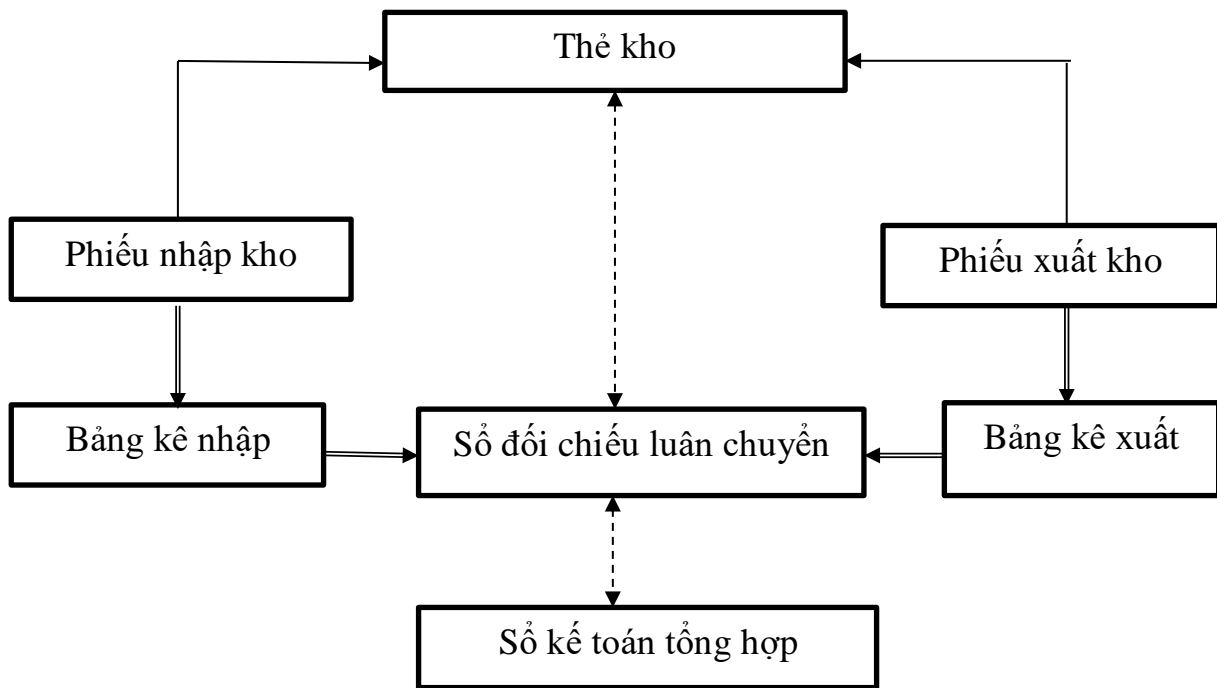 Thẻ kho
Phiếu nhập kho
Phiếu xuất kho
Bảng kê nhập
Sổ đối chiếu luân chuyển
Bảng kê xuất
Sổ kế toán tổng hợp